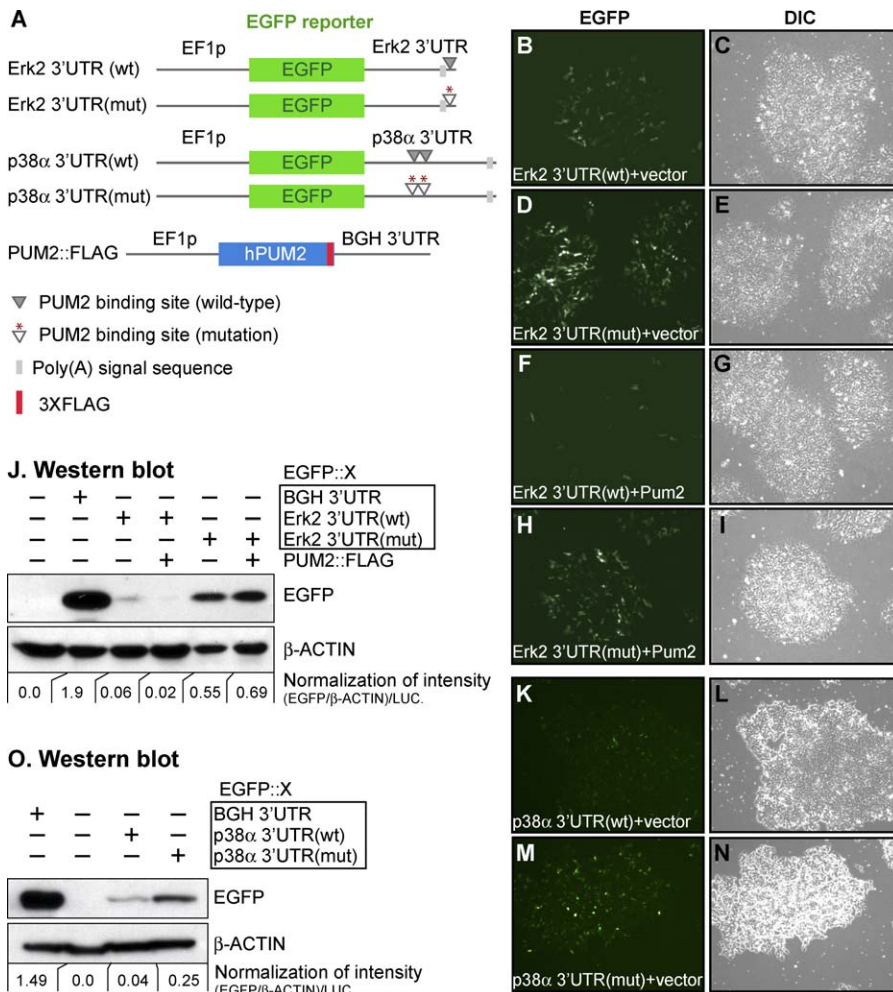 A
EGFP reporter
EF1p
Erk2 3'UTR
Erk2 3'UTR (wt)
EGFP
*
Erk2 3'UTR(mut)
EGFP
EF1p
p38α 3'UTR
p38α 3'UTR(wt)
EGFP
* *
p38α 3'UTR(mut)
EGFP
EF1p
BGH 3'UTR
PUM2::FLAG
hPUM2
PUM2 binding site (wild-type)
* PUM2 binding site (mutation)
Poly(A) signal sequence
3XFLAG
J. Western blot
EGFP::X
– + – – – – BGH 3'UTR
– – + + – – Erk2 3'UTR(wt)
– – – – + + Erk2 3'UTR(mut)
– – – + – + PUM2::FLAG
EGFP
β-ACTIN
0.0 1.9 0.06 0.02 0.55 0.69 Normalization of intensity
(EGFP/β-ACTIN)/LUC.
O. Western blot
EGFP::X
+ – – – BGH 3'UTR
– – + – p38α 3'UTR(wt)
– – – + p38α 3'UTR(mut)
EGFP
β-ACTIN
1.49 0.0 0.04 0.25 Normalization of intensity
(EGFP/β-ACTIN)/LUC
EGFP
DIC
B
Erk2 3'UTR(wt)+vector
C
D
Erk2 3'UTR(mut)+vector
E
F
Erk2 3'UTR(wt)+Pum2
G
H
Erk2 3'UTR(mut)+Pum2
I
K
p38α 3'UTR(wt)+vector
L
M
p38α 3'UTR(mut)+vector
N